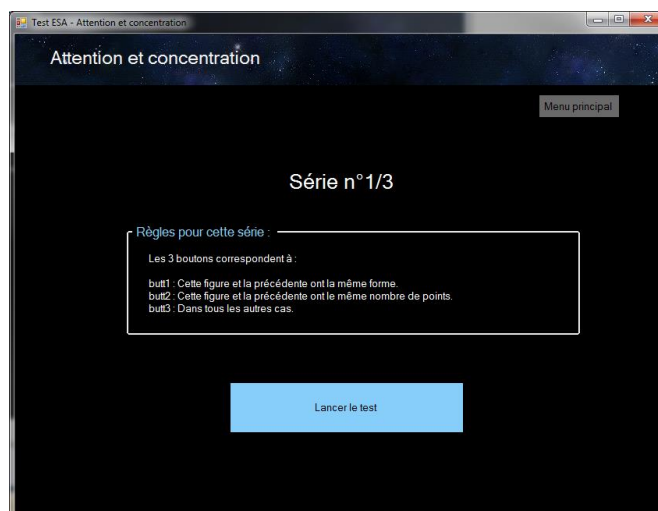 Test ESA - Attention et concentration
Attention et concentration
Menu principal
Série n°1/3
Règles pour cette série :
Les 3 boutons correspondent à :
butt1 : Cette figure et la précédente ont la même forme.
butt2 : Cette figure et la précédente ont le même nombre de points.
butt3 : Dans tous les autres cas.
Lancer le test